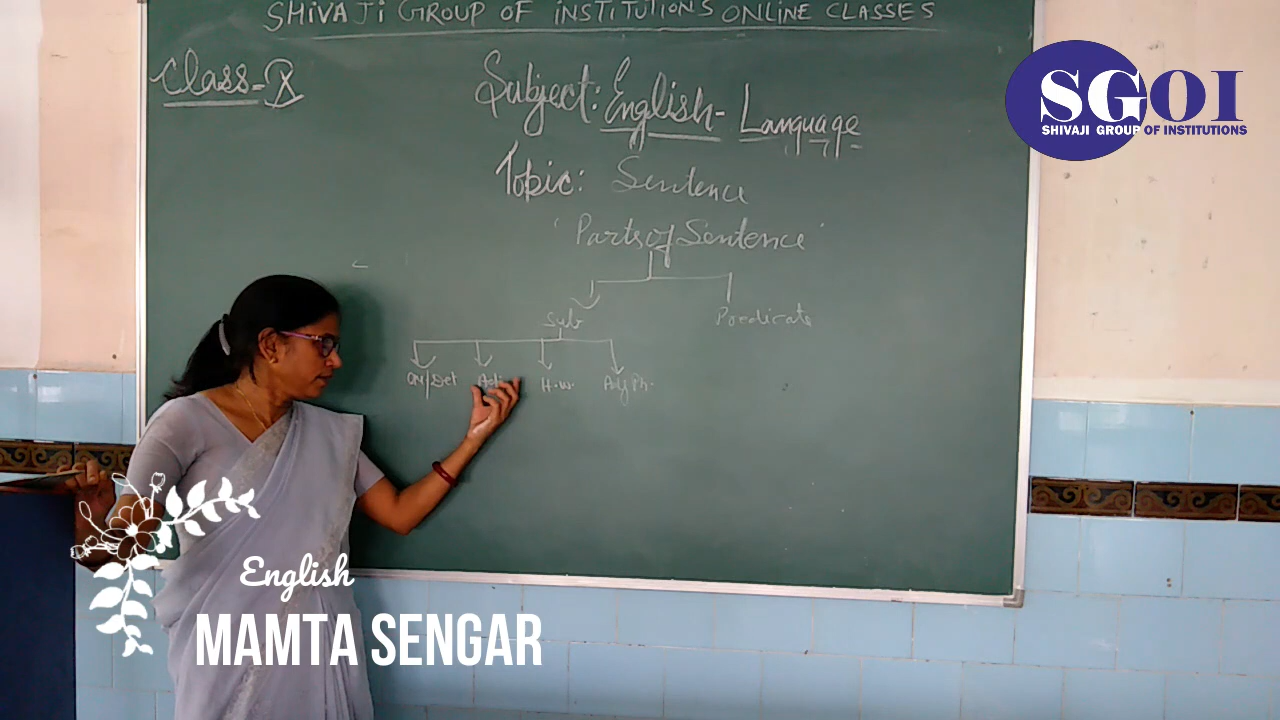 SHIVAJI GROUP OF INSTITUTIONS ONLINE CLASSES
Class-X
Subject: English- Language
Topic: Sentence
'Parts of Sentence'
Sub Predicate
Adj H.W. Adj Ph.
SGOI
SHIVAJI GROUP OF INSTITUTIONS
English
MAMTA SENGAR